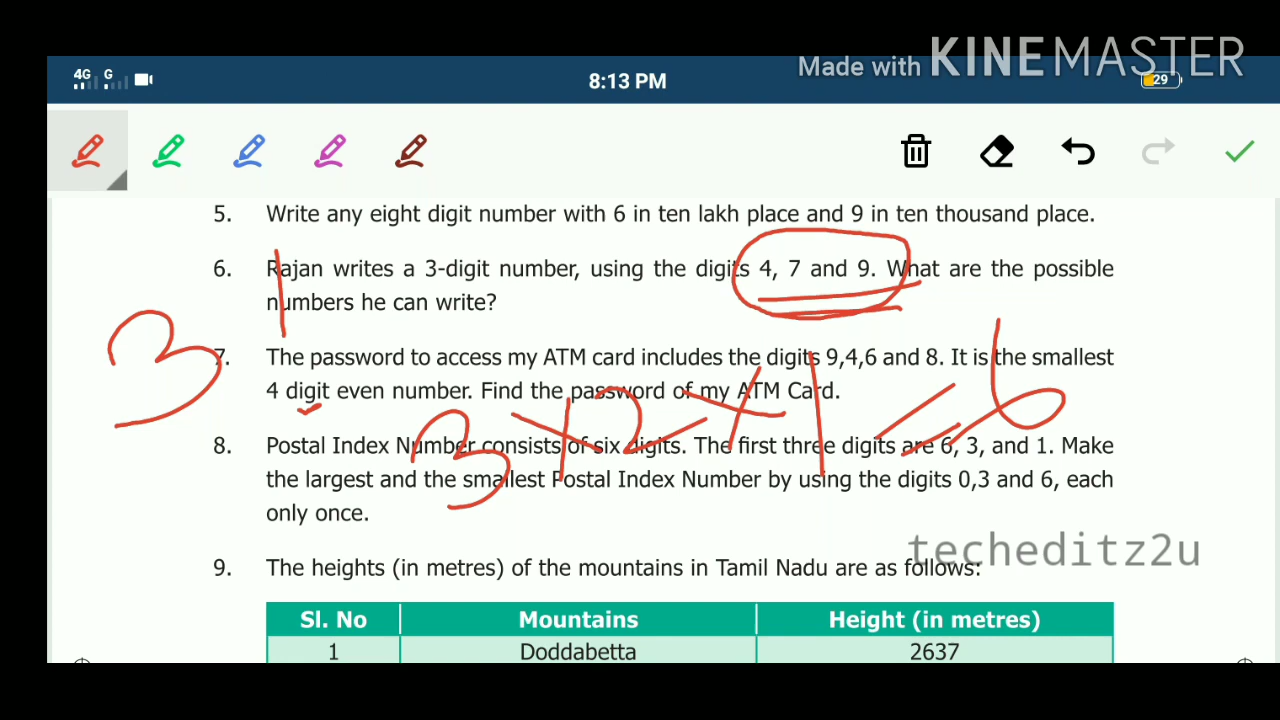 Made with KINEMASTER
4G G 8:13 PM 29
5. Write any eight digit number with 6 in ten lakh place and 9 in ten thousand place.
6. Rajan writes a 3-digit number, using the digits 4, 7 and 9. What are the possible
numbers he can write?
3!
7. The password to access my ATM card includes the digits 9,4,6 and 8. It is the smallest
4 digit even number. Find the password of my ATM Card.
3 × 2 × 1 = 6
8. Postal Index Number consists of six digits. The first three digits are 6, 3, and 1. Make
the largest and the smallest Postal Index Number by using the digits 0,3 and 6, each
only once.
techeditz2u
9. The heights (in metres) of the mountains in Tamil Nadu are as follows:
Sl. No Mountains Height (in metres)
1 Doddabetta 2637